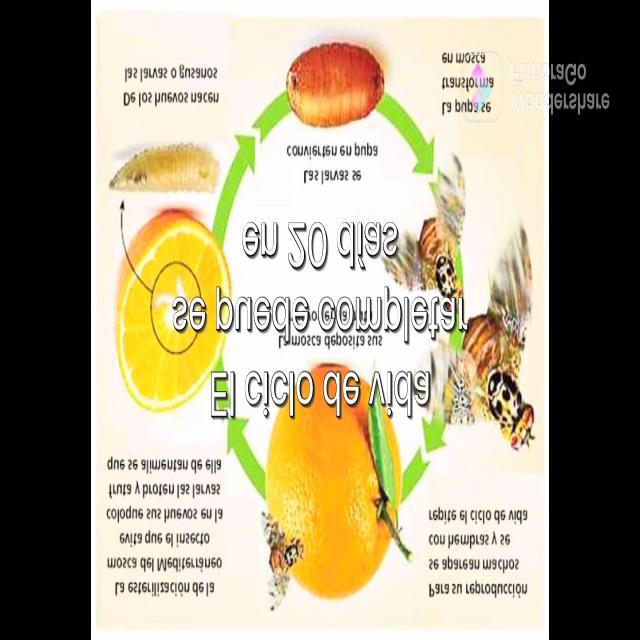 La esterilización de la
mosca del Mediterráneo
evita que el insecto
coloque sus huevos en la
fruta y broten las larvas
que se alimentan de ella
Para su reproducción
se aparean machos
con hembras y se
repite el ciclo de vida
El ciclo de vida
se puede completar
en 20 días
La mosca deposita sus
Las larvas se
convierten en pupa
De los huevos nacen
las larvas o gusanos
La pupa se
transforma
en mosca
Wondershare
FilmoraGo